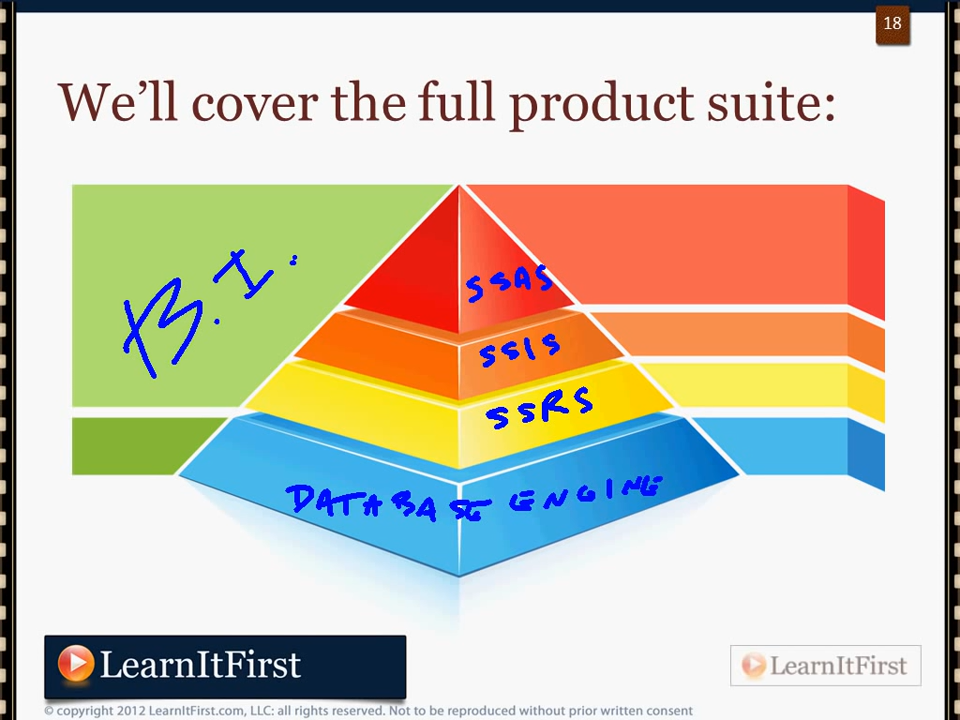 18
We'll cover the full product suite:
B.I.
SSAS
SSIS
SSRS
DATABASE ENGINE
LearnItFirst
LearnItFirst
© copyright 2012 LearnItFirst.com, LLC: all rights reserved. Not to be reproduced without prior written consent